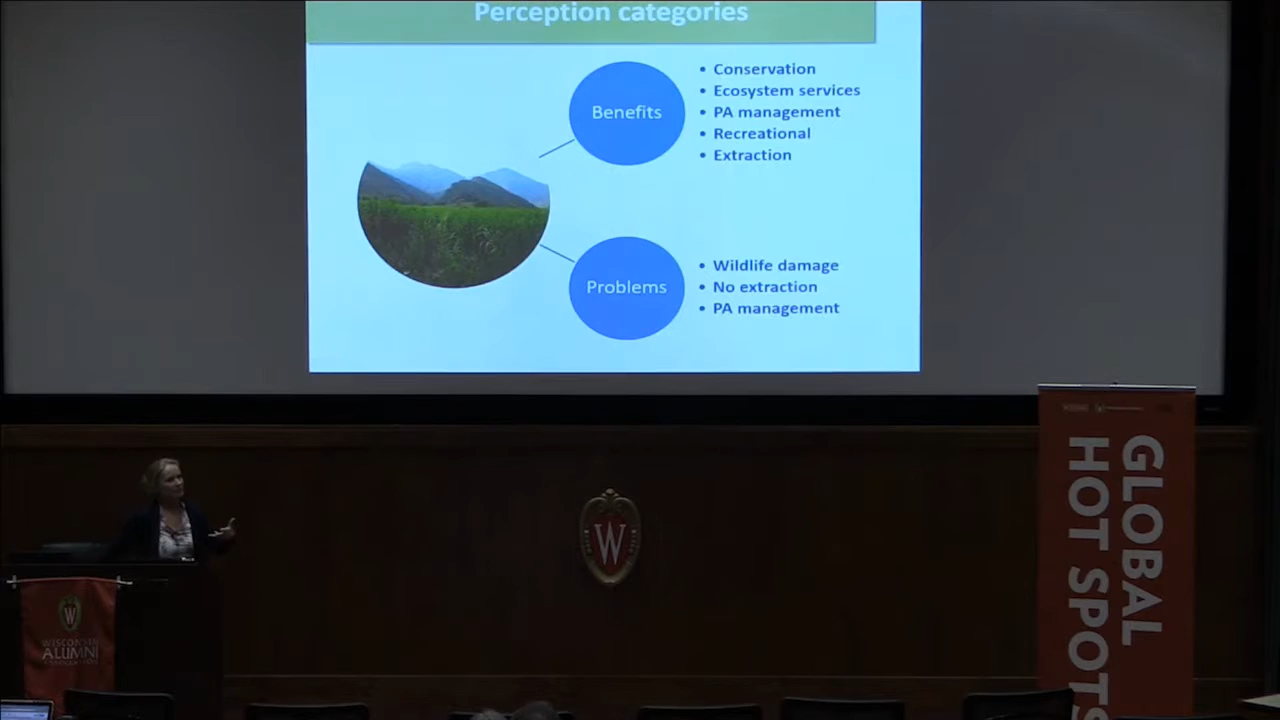 Perception categories
Benefits
• Conservation
• Ecosystem services
• PA management
• Recreational
• Extraction
Problems
• Wildlife damage
• No extraction
• PA management
W
W
WISCONSIN
ALUMNI
ASSOCIATION
GLOBAL
HOT SPOTS